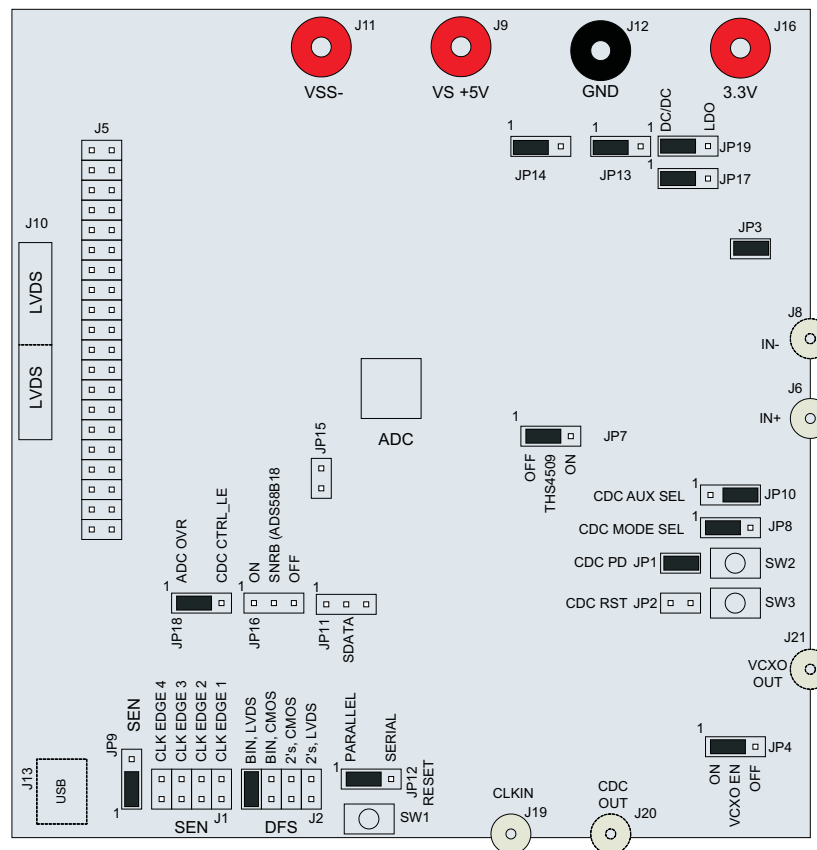 J11
J9
J12
J16
VSS-
VS +5V
GND
3.3V
DC/DC
LDO
J5
1
1
1
JP19
JP14
JP13
1
JP17
J10
JP3
LVDS
LVDS
J8
IN-
J6
IN+
ADC
1
JP7
OFF
THS4509
ON
JP15
CDC AUX SEL
1
JP10
CDC MODE SEL
1
JP8
CDC PD
JP1
SW2
CDC RST
JP2
SW3
ADC OVR
CDC CTRL_LE
ON
SNRB (ADS58B18
OFF
1
JP18
1
JP16
1
JP11
SDATA
J21
VCXO
OUT
1
JP4
ON
VCXO EN
OFF
JP9
SEN
1
CLK EDGE 4
CLK EDGE 3
CLK EDGE 2
CLK EDGE 1
BIN, LVDS
BIN, CMOS
2's, CMOS
2's, LVDS
PARALLEL
SERIAL
1
JP12
RESET
J13
USB
SEN
J1
DFS
J2
SW1
CLKIN
J19
CDC
OUT
J20